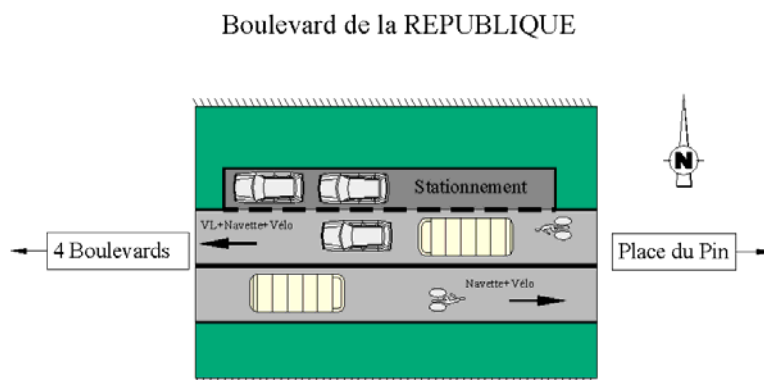 Boulevard de la REPUBLIQUE
N
Stationnement
VL+Navette+Vélo
4 Boulevards
Place du Pin
Navette+Vélo